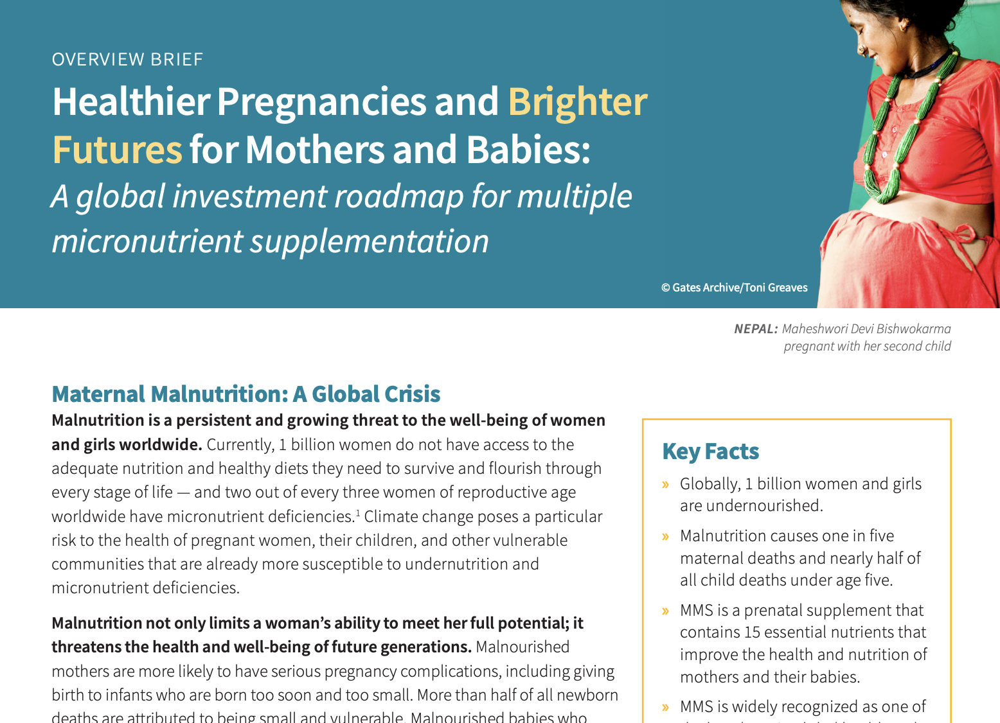 OVERVIEW BRIEF
Healthier Pregnancies and Brighter
Futures for Mothers and Babies:
A global investment roadmap for multiple
micronutrient supplementation
© Gates Archive/Toni Greaves
NEPAL: Maheshwori Devi Bishwokarma
pregnant with her second child
Maternal Malnutrition: A Global Crisis
Malnutrition is a persistent and growing threat to the well-being of women
and girls worldwide. Currently, 1 billion women do not have access to the
adequate nutrition and healthy diets they need to survive and flourish through
every stage of life — and two out of every three women of reproductive age
worldwide have micronutrient deficiencies.¹ Climate change poses a particular
risk to the health of pregnant women, their children, and other vulnerable
communities that are already more susceptible to undernutrition and
micronutrient deficiencies.
Malnutrition not only limits a woman’s ability to meet her full potential; it
threatens the health and well-being of future generations. Malnourished
mothers are more likely to have serious pregnancy complications, including giving
birth to infants who are born too soon and too small. More than half of all newborn
deaths are attributed to being small and vulnerable. Malnourished babies who
Key Facts
» Globally, 1 billion women and girls
are undernourished.
» Malnutrition causes one in five
maternal deaths and nearly half of
all child deaths under age five.
» MMS is a prenatal supplement that
contains 15 essential nutrients that
improve the health and nutrition of
mothers and their babies.
» MMS is widely recognized as one of